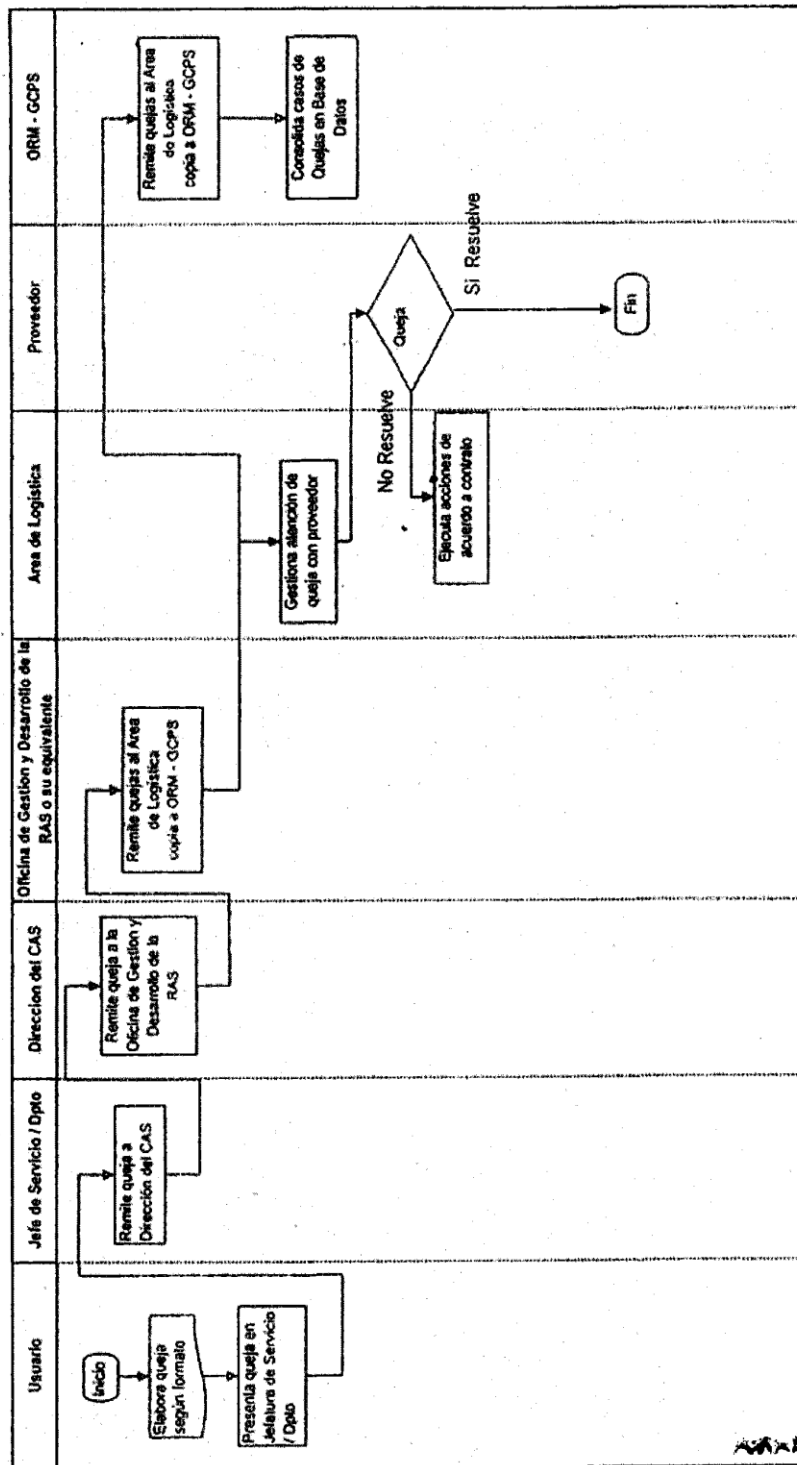 Usuario
Jefe de Servicio / Dpto
Direccion del CAS
Oficina de Gestion y Desarrollo de la
RAS o su equivalente
Area de Logística
Proveedor
ORM - GCPS
Inicio
Elabora queja
según formato
Presenta queja en
Jefatura de Servicio
/ Dpto
Remite queja a
Dirección del CAS
Remite queja a la
Oficina de Gestion y
Desarrollo de la
RAS
Remite quejas al Area
de Logística
copia a ORM - GCPS
Gestiona atención de
queja con proveedor
No Resuelve
Ejecuta acciones de
acuerdo a contrato
Queja
Si Resuelve
Fin
Remite quejas al Area
de Logística
copia a ORM - GCPS
Consolida casos de
Quejas en Base de
Datos